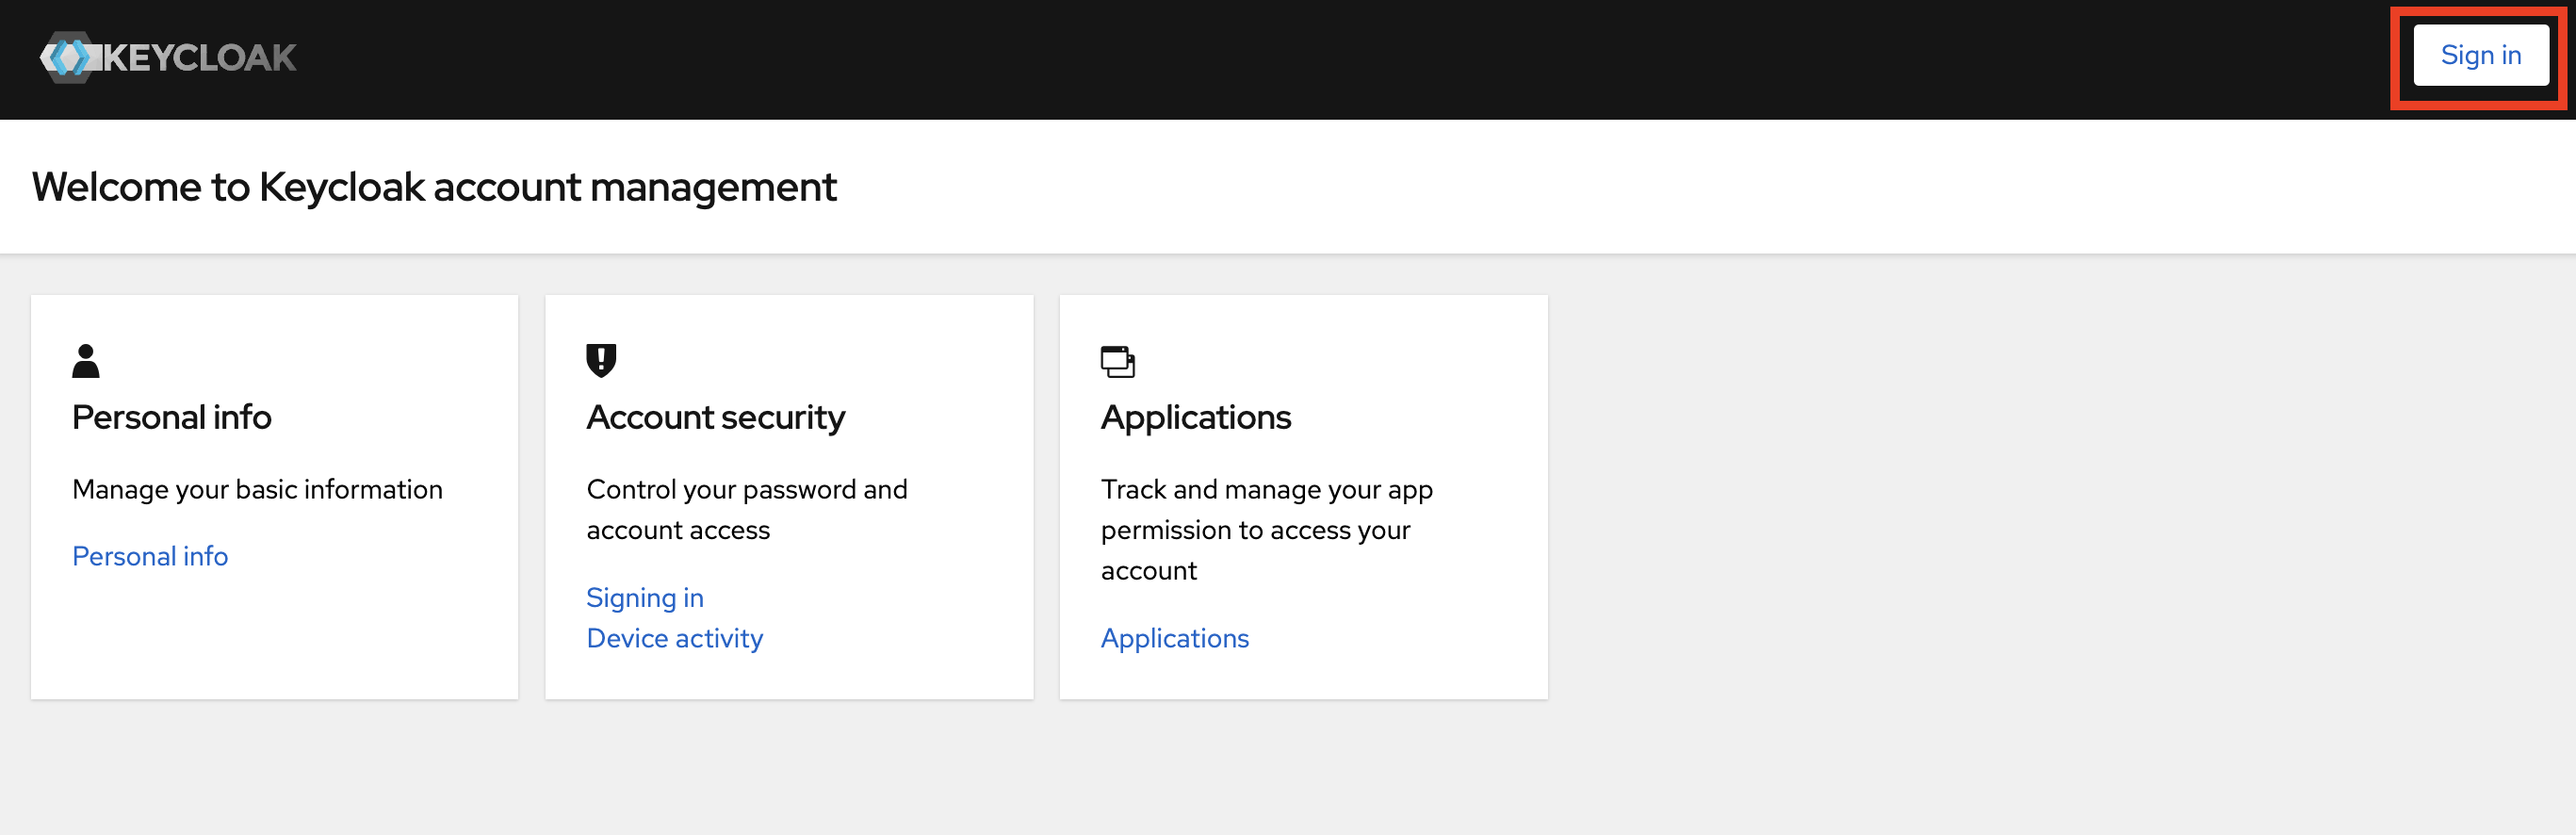 KEYCLOAK
Sign in
Welcome to Keycloak account management
Personal info
Manage your basic information
Personal info
Account security
Control your password and
account access
Signing in
Device activity
Applications
Track and manage your app
permission to access your
account
Applications